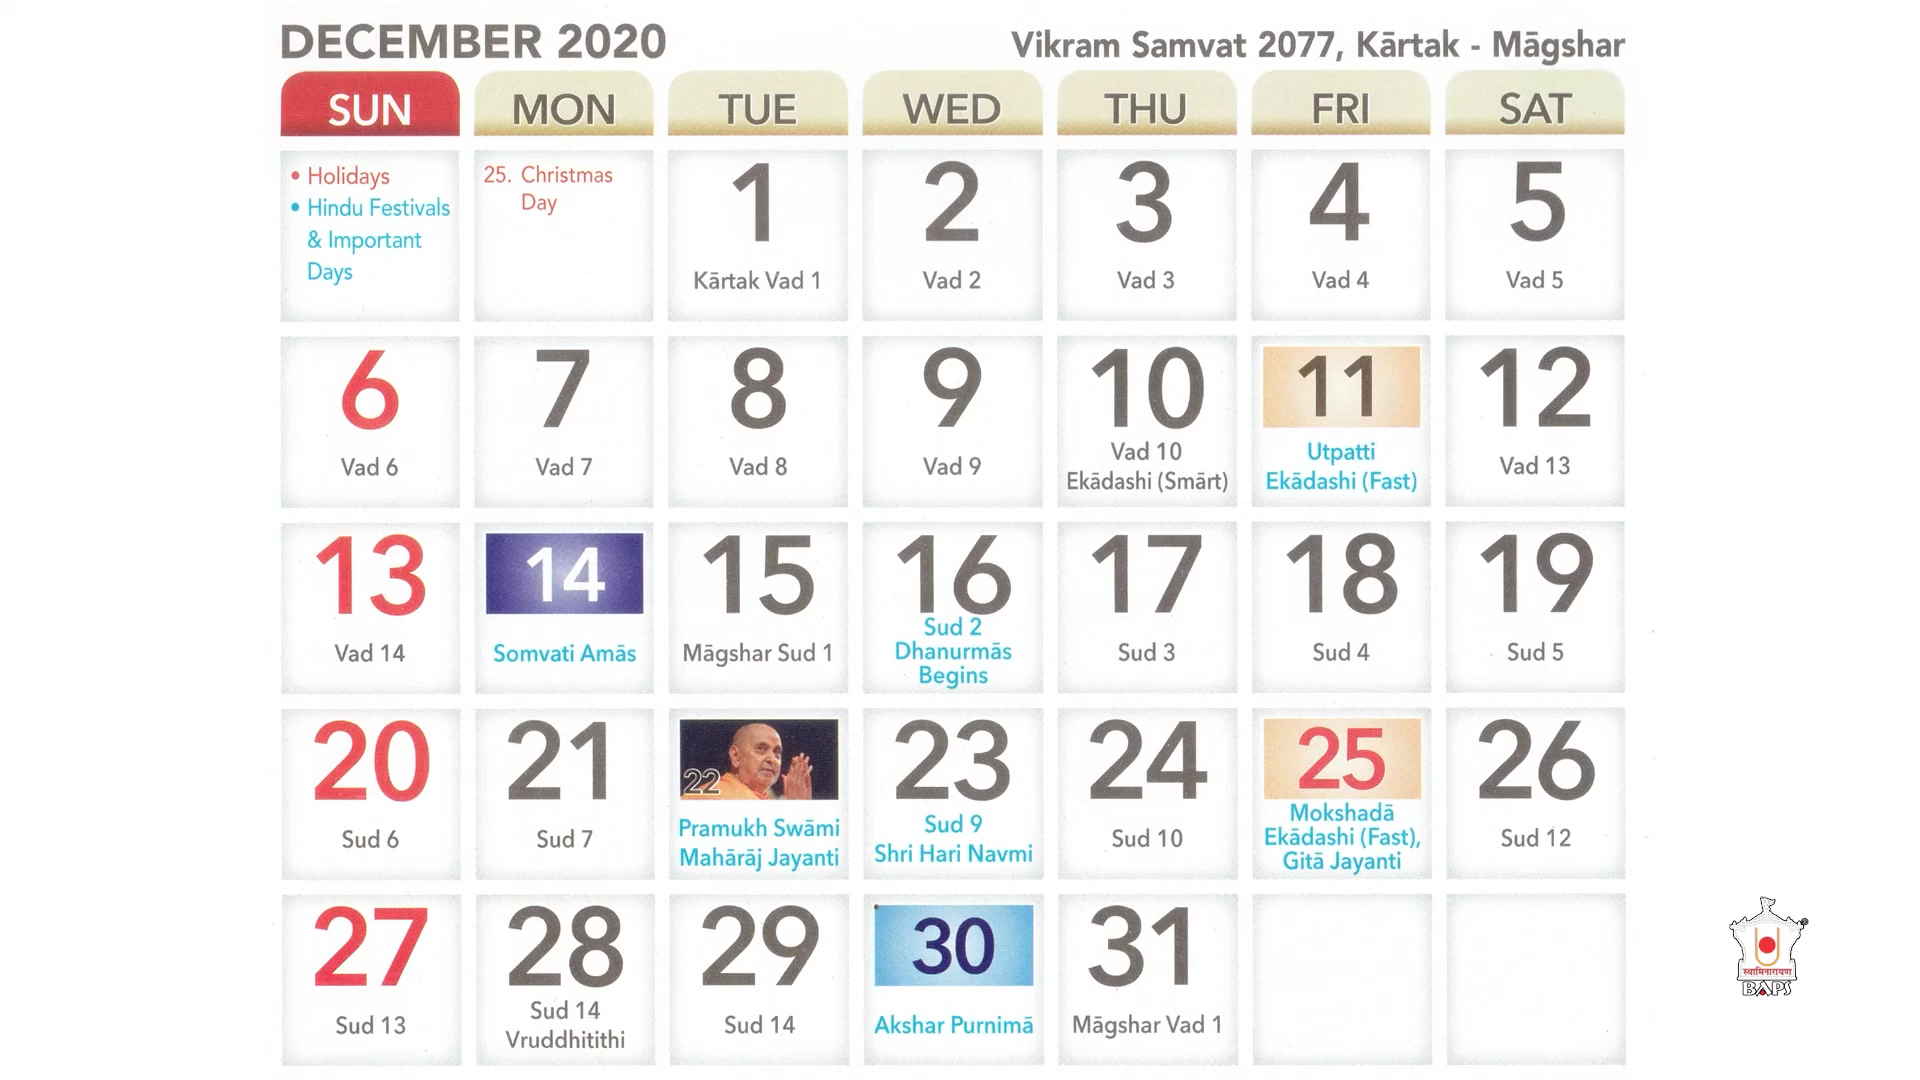 DECEMBER 2020
Vikram Samvat 2077, Kārtak - Māgshar
SUN MON TUE WED THU FRI SAT
• Holidays
• Hindu Festivals
& Important
Days
25. Christmas
Day
1
Kārtak Vad 1
2
Vad 2
3
Vad 3
4
Vad 4
5
Vad 5
6
Vad 6
7
Vad 7
8
Vad 8
9
Vad 9
10
Vad 10
Ekādashi (Smārt)
11
Utpatti
Ekādashi (Fast)
12
Vad 13
13
Vad 14
14
Somvati Amās
15
Māgshar Sud 1
16
Sud 2
Dhanurmās
Begins
17
Sud 3
18
Sud 4
19
Sud 5
20
Sud 6
21
Sud 7
22
Pramukh Swāmi
Mahārāj Jayanti
23
Sud 9
Shri Hari Navmi
24
Sud 10
25
Mokshadā
Ekādashi (Fast),
Gitā Jayanti
26
Sud 12
27
Sud 13
28
Sud 14
Vruddhitithi
29
Sud 14
30
Akshar Purnimā
31
Māgshar Vad 1
स्वामिनारायण
BAPS